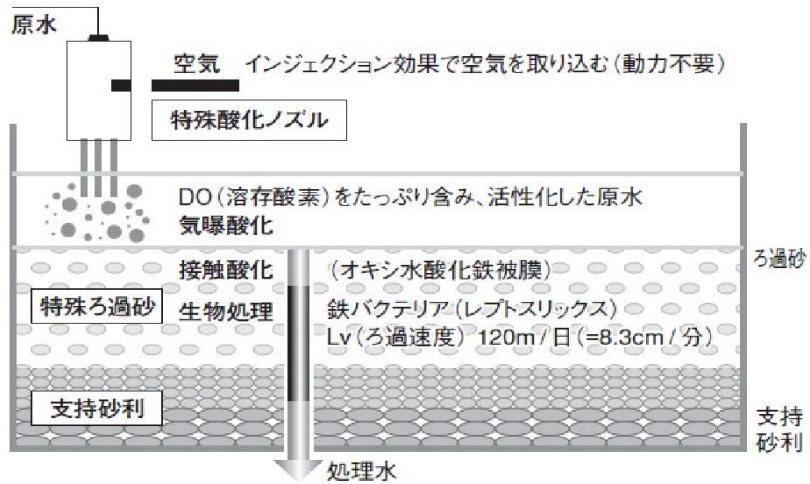 原水
空気 インジェクション効果で空気を取り込む(動力不要)
特殊酸化ノズル
DO(溶存酸素)をたっぷり含み、活性化した原水
気曝酸化
ろ過砂
接触酸化 (オキシ水酸化鉄被膜)
特殊ろ過砂
生物処理 鉄バクテリア(レプトスリックス)
Lv(ろ過速度) 120m/日(=8.3cm/分)
支持砂利
支持
砂利
処理水